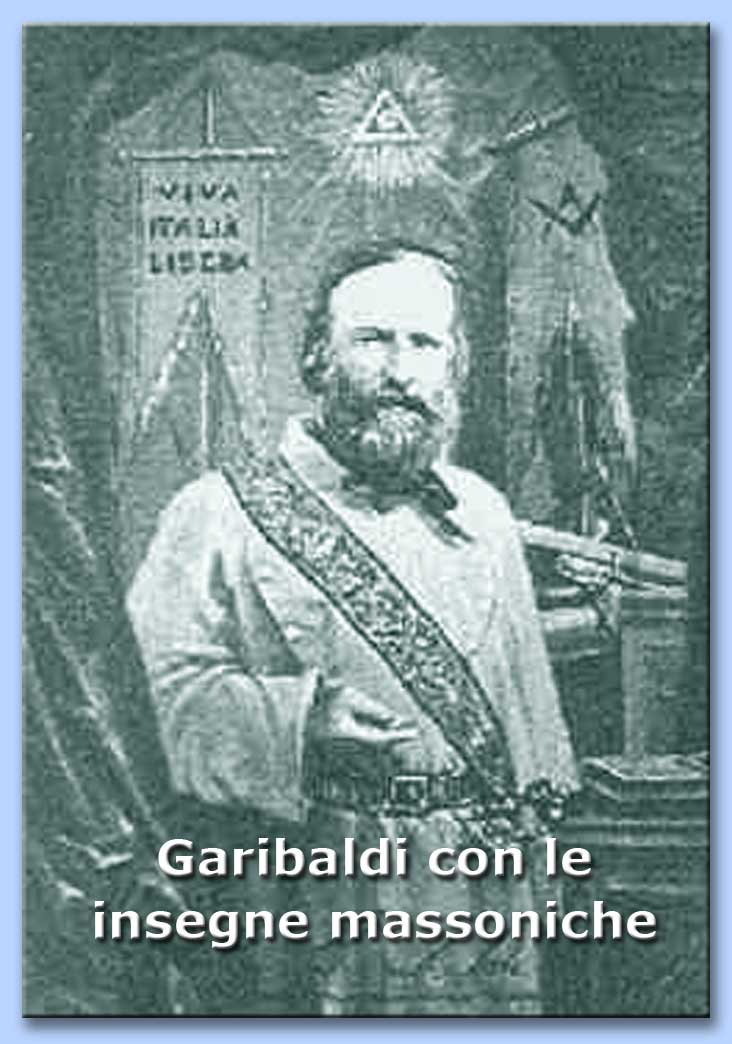 G
VIVA
ITALIA
LIBERA
Garibaldi con le
insegne massoniche